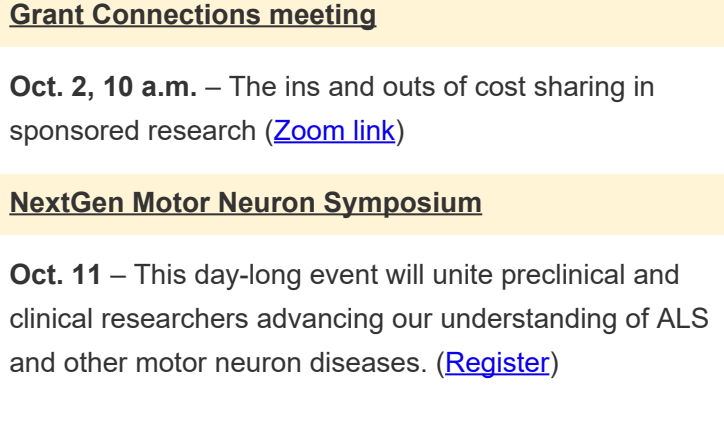 Grant Connections meeting
Oct. 2, 10 a.m. – The ins and outs of cost sharing in
sponsored research (Zoom link)
NextGen Motor Neuron Symposium
Oct. 11 – This day-long event will unite preclinical and
clinical researchers advancing our understanding of ALS
and other motor neuron diseases. (Register)